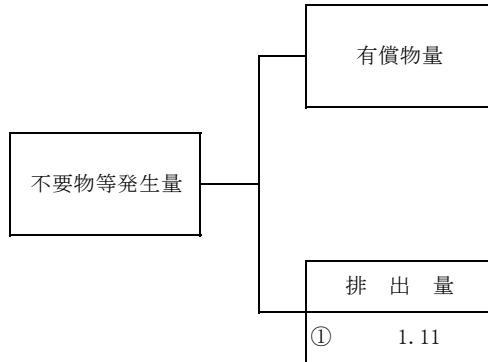 有償物量
不要物等発生量
排 出 量
① 1.11